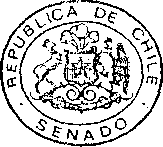 REPUBLICA DE CHILE
SENADO